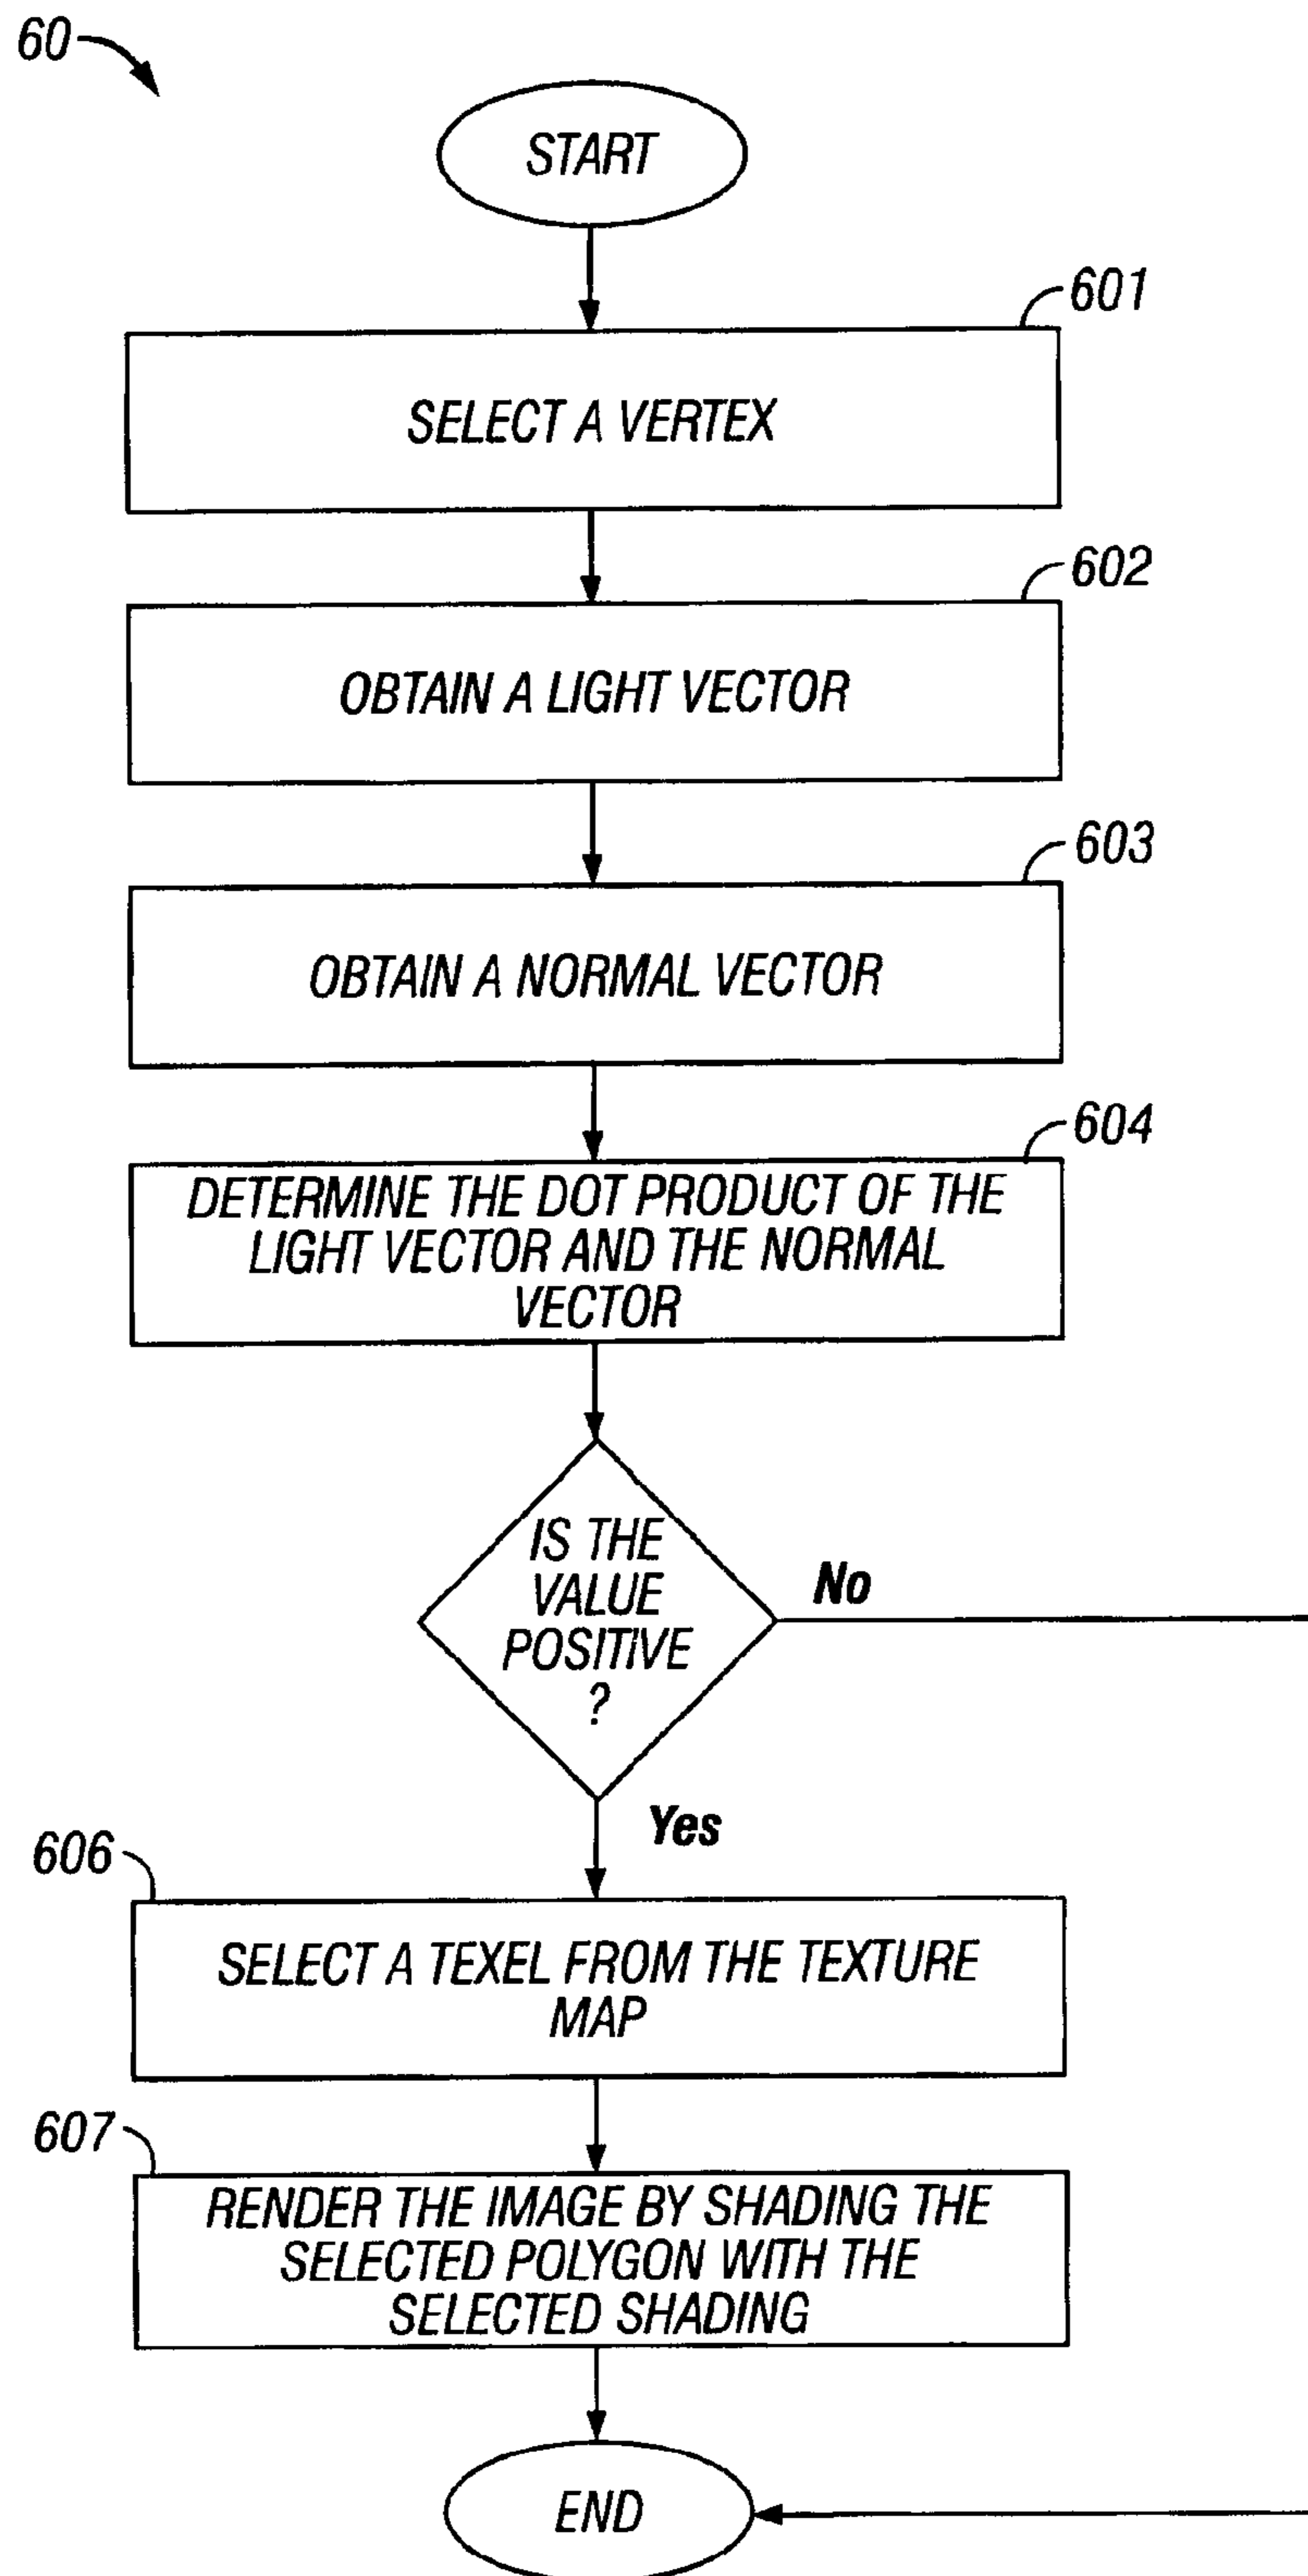 60
START
601
SELECT A VERTEX
602
OBTAIN A LIGHT VECTOR
603
OBTAIN A NORMAL VECTOR
604
DETERMINE THE DOT PRODUCT OF THE
LIGHT VECTOR AND THE NORMAL
VECTOR
IS THE
VALUE
POSITIVE
?
No
Yes
606
SELECT A TEXEL FROM THE TEXTURE
MAP
607
RENDER THE IMAGE BY SHADING THE
SELECTED POLYGON WITH THE
SELECTED SHADING
END